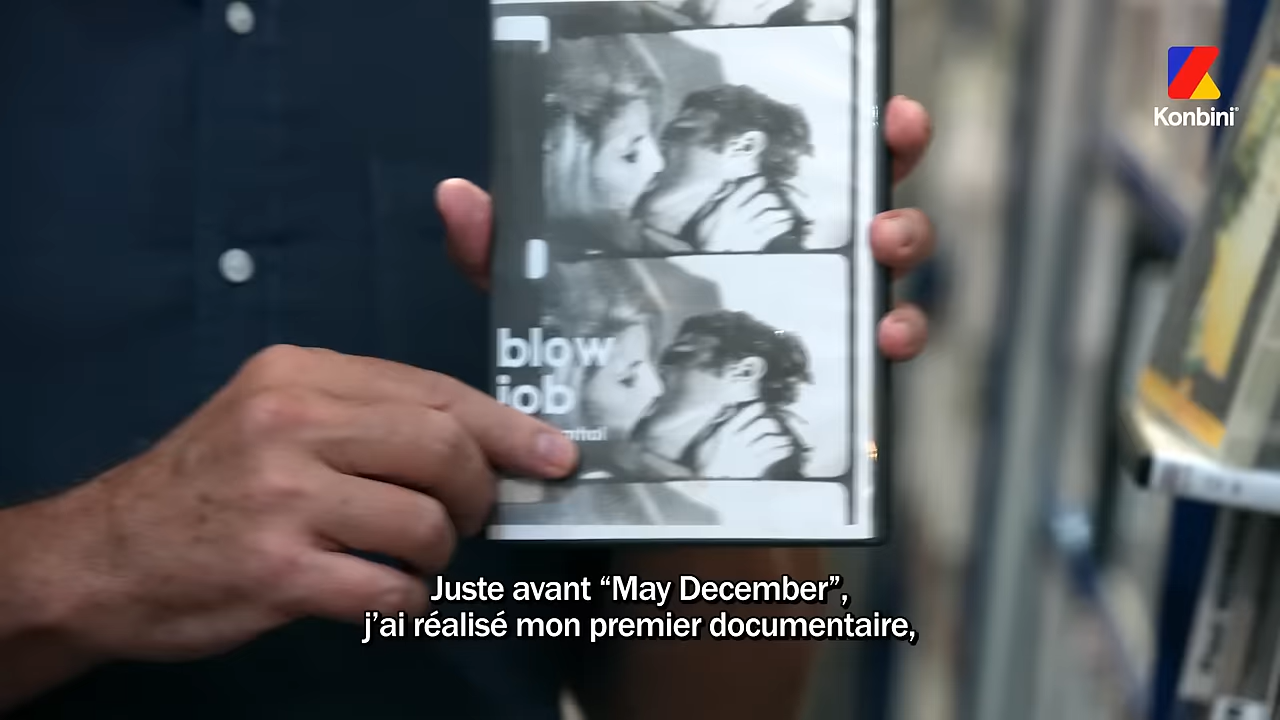 Konbini
blow
job
Juste avant “May December”,
j’ai réalisé mon premier documentaire,